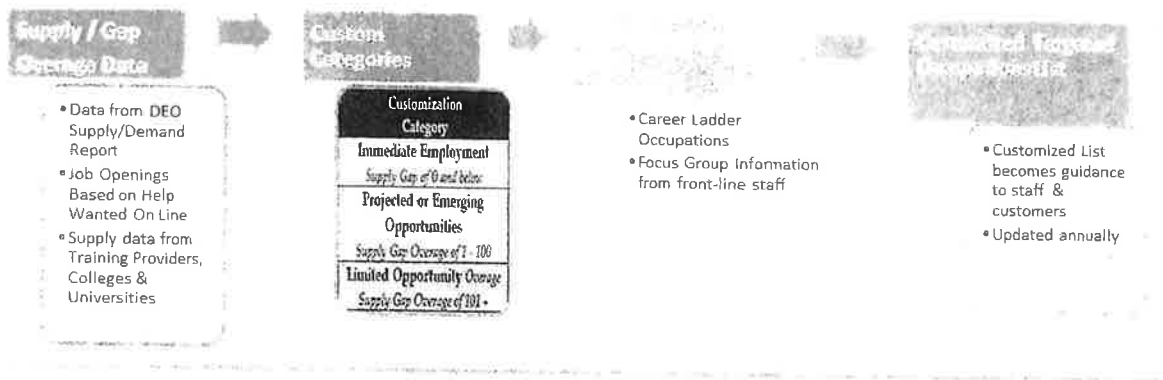 Supply / Gap
Overage Data
• Data from DEO
Supply/Demand
Report
• Job Openings
Based on Help
Wanted On Line
• Supply data from
Training Providers,
Colleges &
Universities
Custom
Categories
Customization
Category
Immediate Employment
Supply Gap of 0 and below
Projected or Emerging
Opportunities
Supply Gap Overage of 1 - 100
Limited Opportunity Overage
Supply Gap Overage of 101 +
• Career Ladder
Occupations
• Focus Group Information
from front-line staff
Customized Targeted
• Customized List
becomes guidance
to staff &
customers
• Updated annually